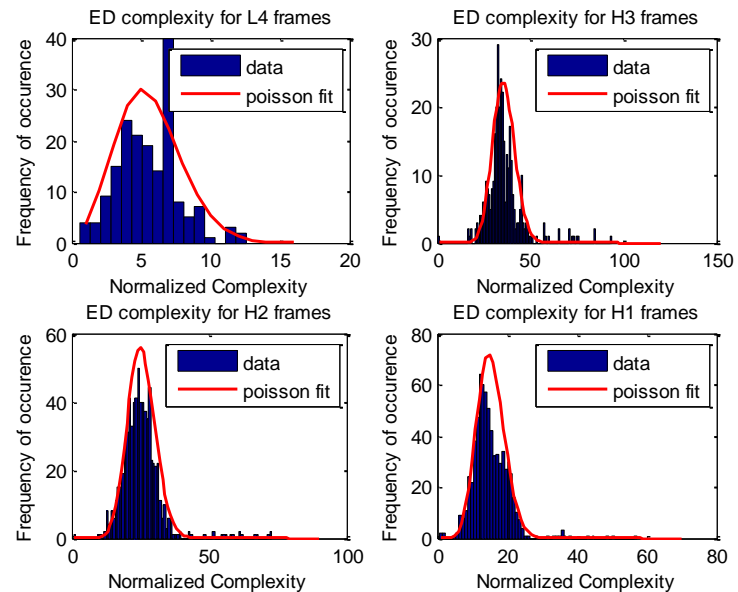 ED complexity for L4 frames
Frequency of occurence
40
30
20
10
0
data
poisson fit
0 5 10 15 20
Normalized Complexity
ED complexity for H3 frames
Frequency of occurence
30
20
10
0
data
poisson fit
0 50 100 150
Normalized Complexity
ED complexity for H2 frames
Frequency of occurence
60
40
20
0
data
poisson fit
0 50 100
Normalized Complexity
ED complexity for H1 frames
Frequency of occurence
80
60
40
20
0
data
poisson fit
0 20 40 60 80
Normalized Complexity